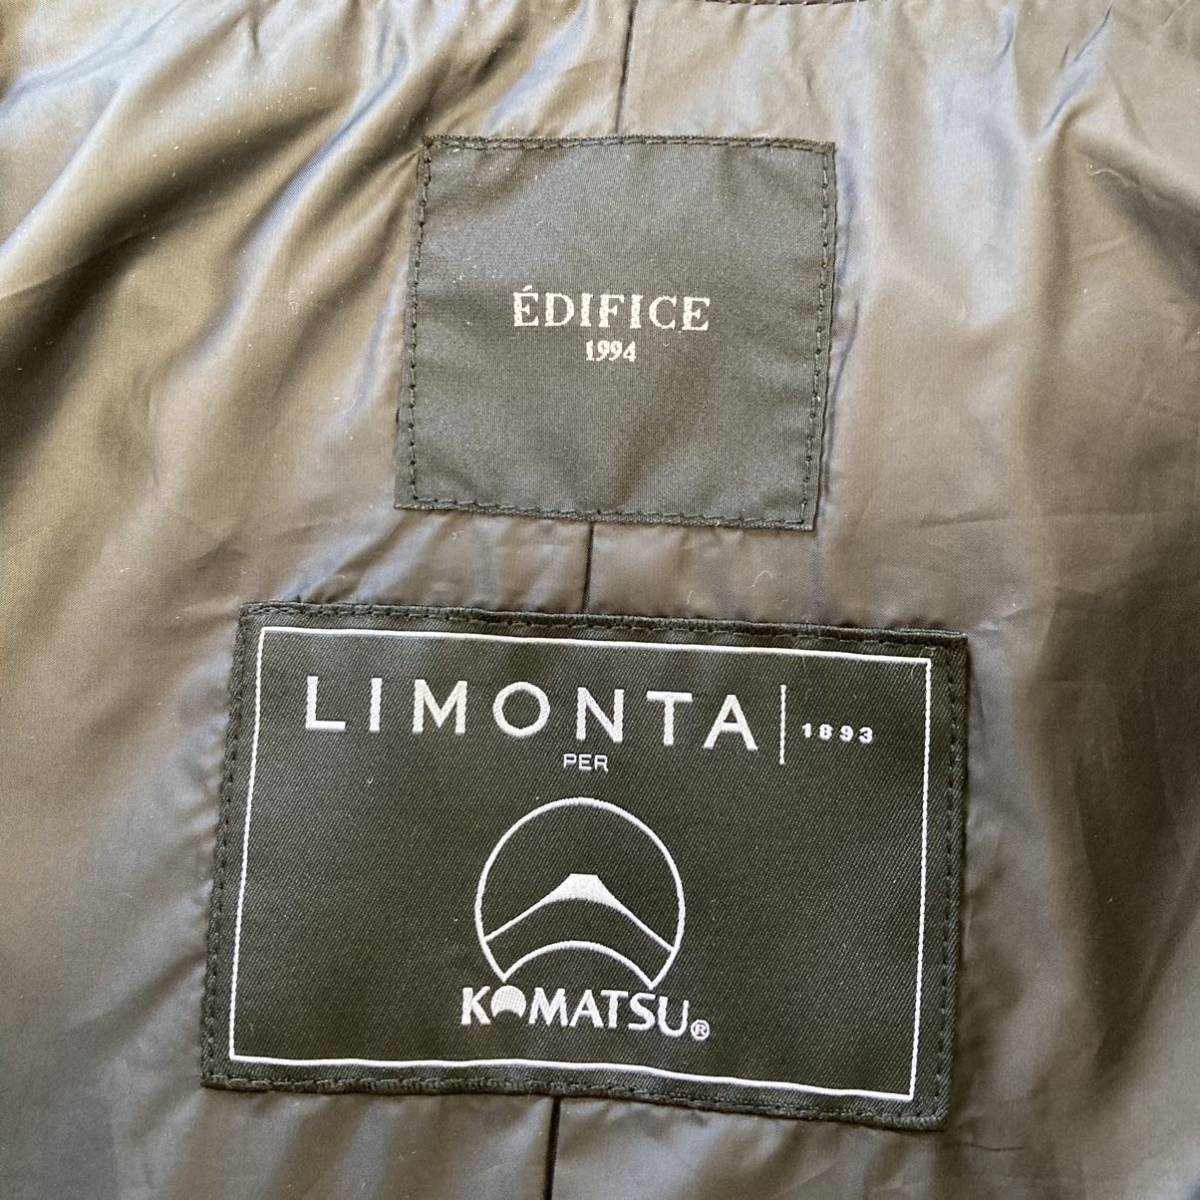 ÉDIFICE
1994
LIMONTA 1893
PER
KOMATSU®